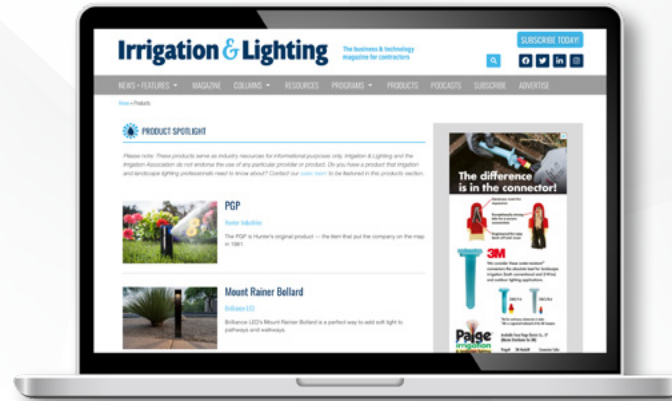 Irrigation & Lighting
The business & technology
magazine for contractors
SUBSCRIBE TODAY!
NEWS + FEATURES MAGAZINE COLUMNS RESOURCES PROGRAMS PRODUCTS PODCASTS SUBSCRIBE ADVERTISE
Home » Products
PRODUCT SPOTLIGHT
Please note: These products serve as industry resources for informational purposes only. Irrigation & Lighting and the
Irrigation Association do not endorse the use of any particular provider or product. Do you have a product that irrigation
and landscape lighting professionals need to know about? Contact our sales team to be featured in this products section.
PGP
Hunter Industries
The PGP is Hunter's original product — the item that put the company on the map
in 1981
Mount Rainer Bollard
Brilliance LED
Brilliance LED's Mount Rainer Bollard is a perfect way to add soft light to
pathways and walkways
The difference
is in the connector!
3M
Paige
irrigation